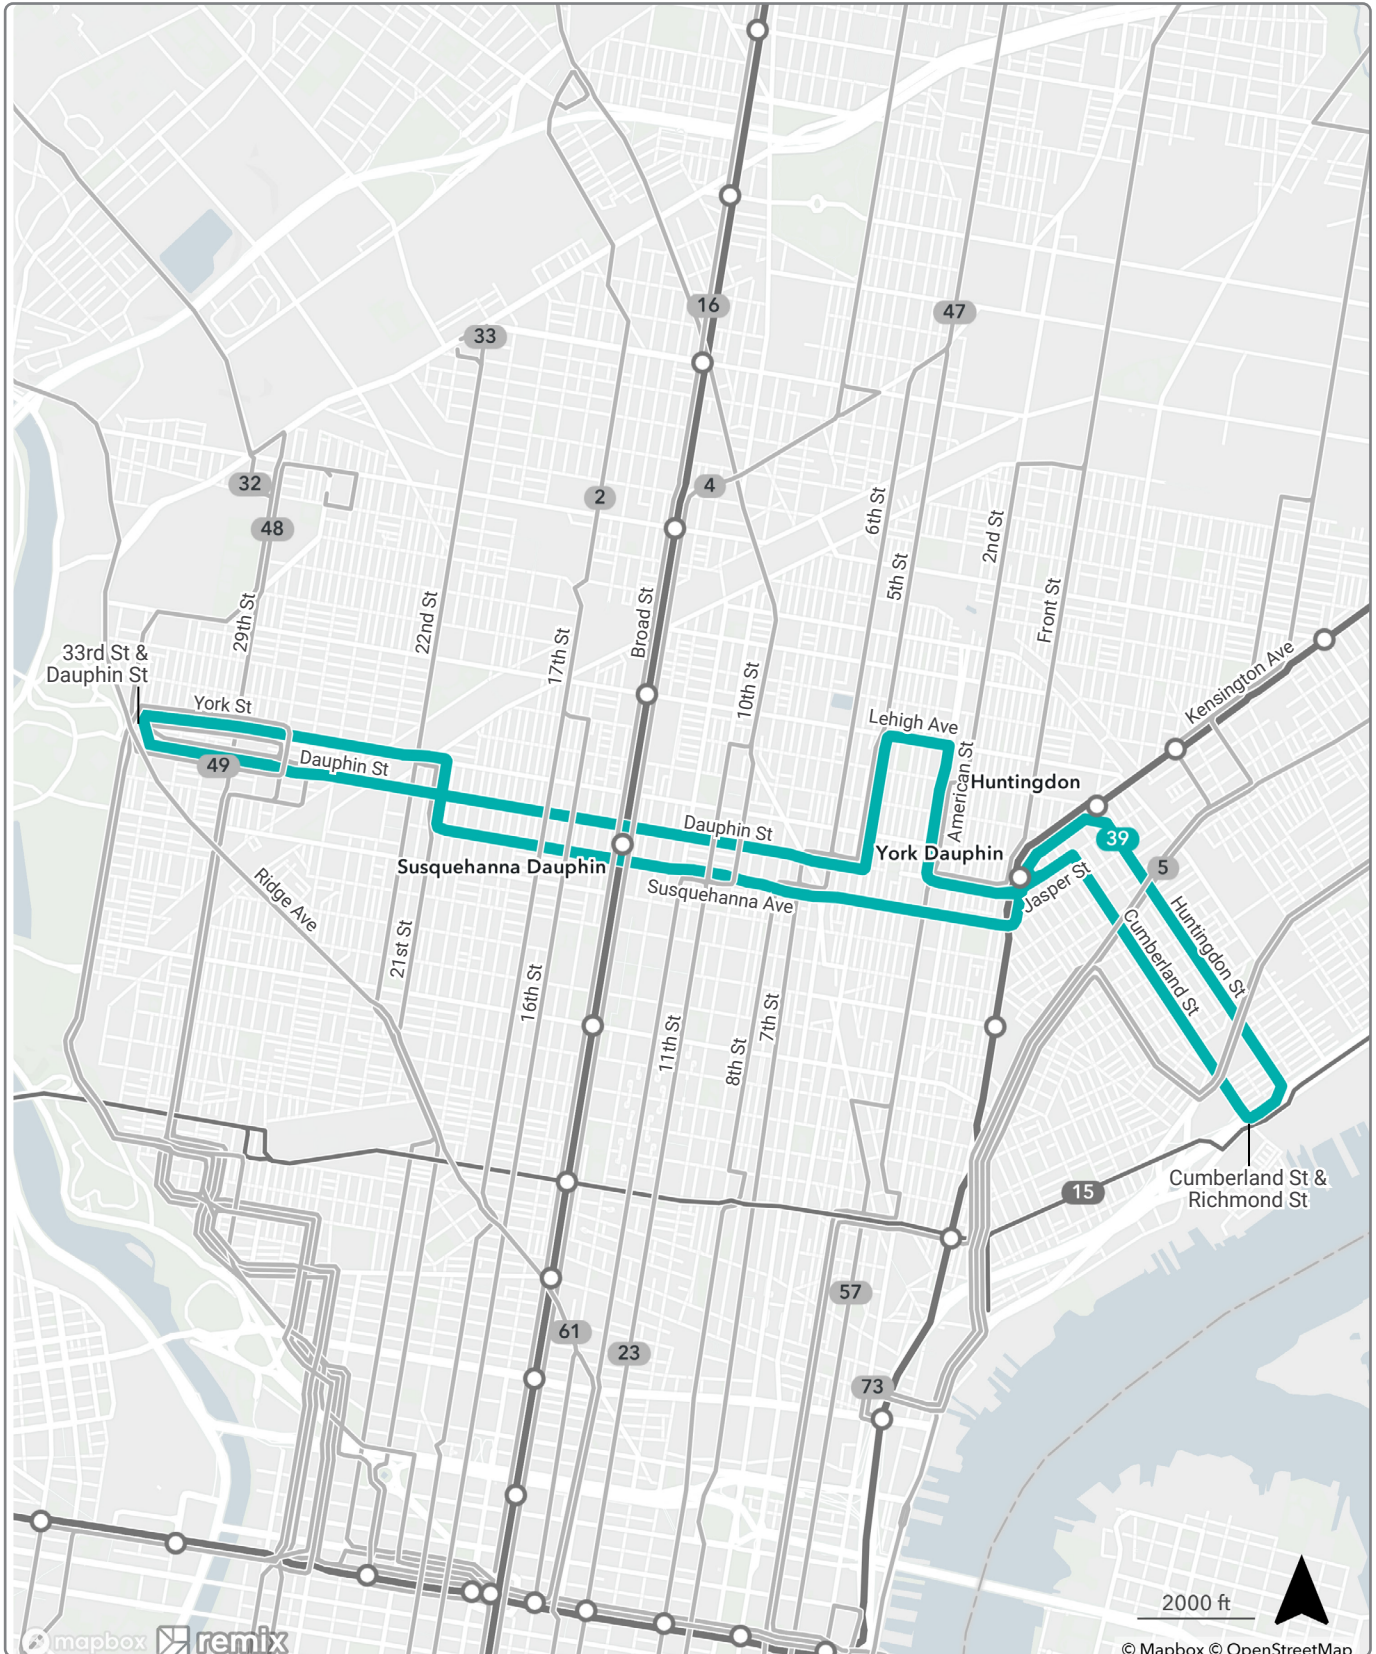 16
47
33
32
4
2
48
6th St
2nd St
5th St
29th St
22nd St
Broad St
Front St
17th St
33rd St &
Dauphin St
10th St
Kensington Ave
York St
Lehigh Ave
49
Dauphin St
American St
Huntingdon
Dauphin St
39
York Dauphin
Susquehanna Dauphin
5
Jasper St
Susquehanna Ave
Ridge Ave
21st St
Cumberland St
Huntingdon St
16th St
7th St
11th St
8th St
Cumberland St &
Richmond St
15
57
61
23
73
2000 ft
mapbox
remix
© Mapbox © OpenStreetMap